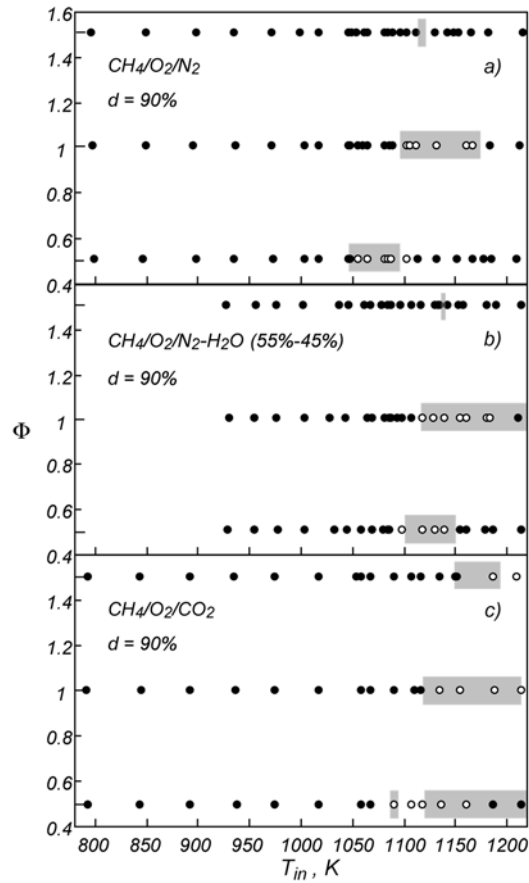 1.6
CH4/O2/N2
a)
1.4
d = 90%
1.2
1
0.8
0.6
0.4
CH4/O2/N2-H2O (55%-45%)
b)
1.4
d = 90%
1.2
Φ
1
0.8
0.6
0.4
1.4
CH4/O2/CO2
c)
d = 90%
1.2
1
0.8
0.6
0.4
800 850 900 950 1000 1050 1100 1150 1200
Tin , K